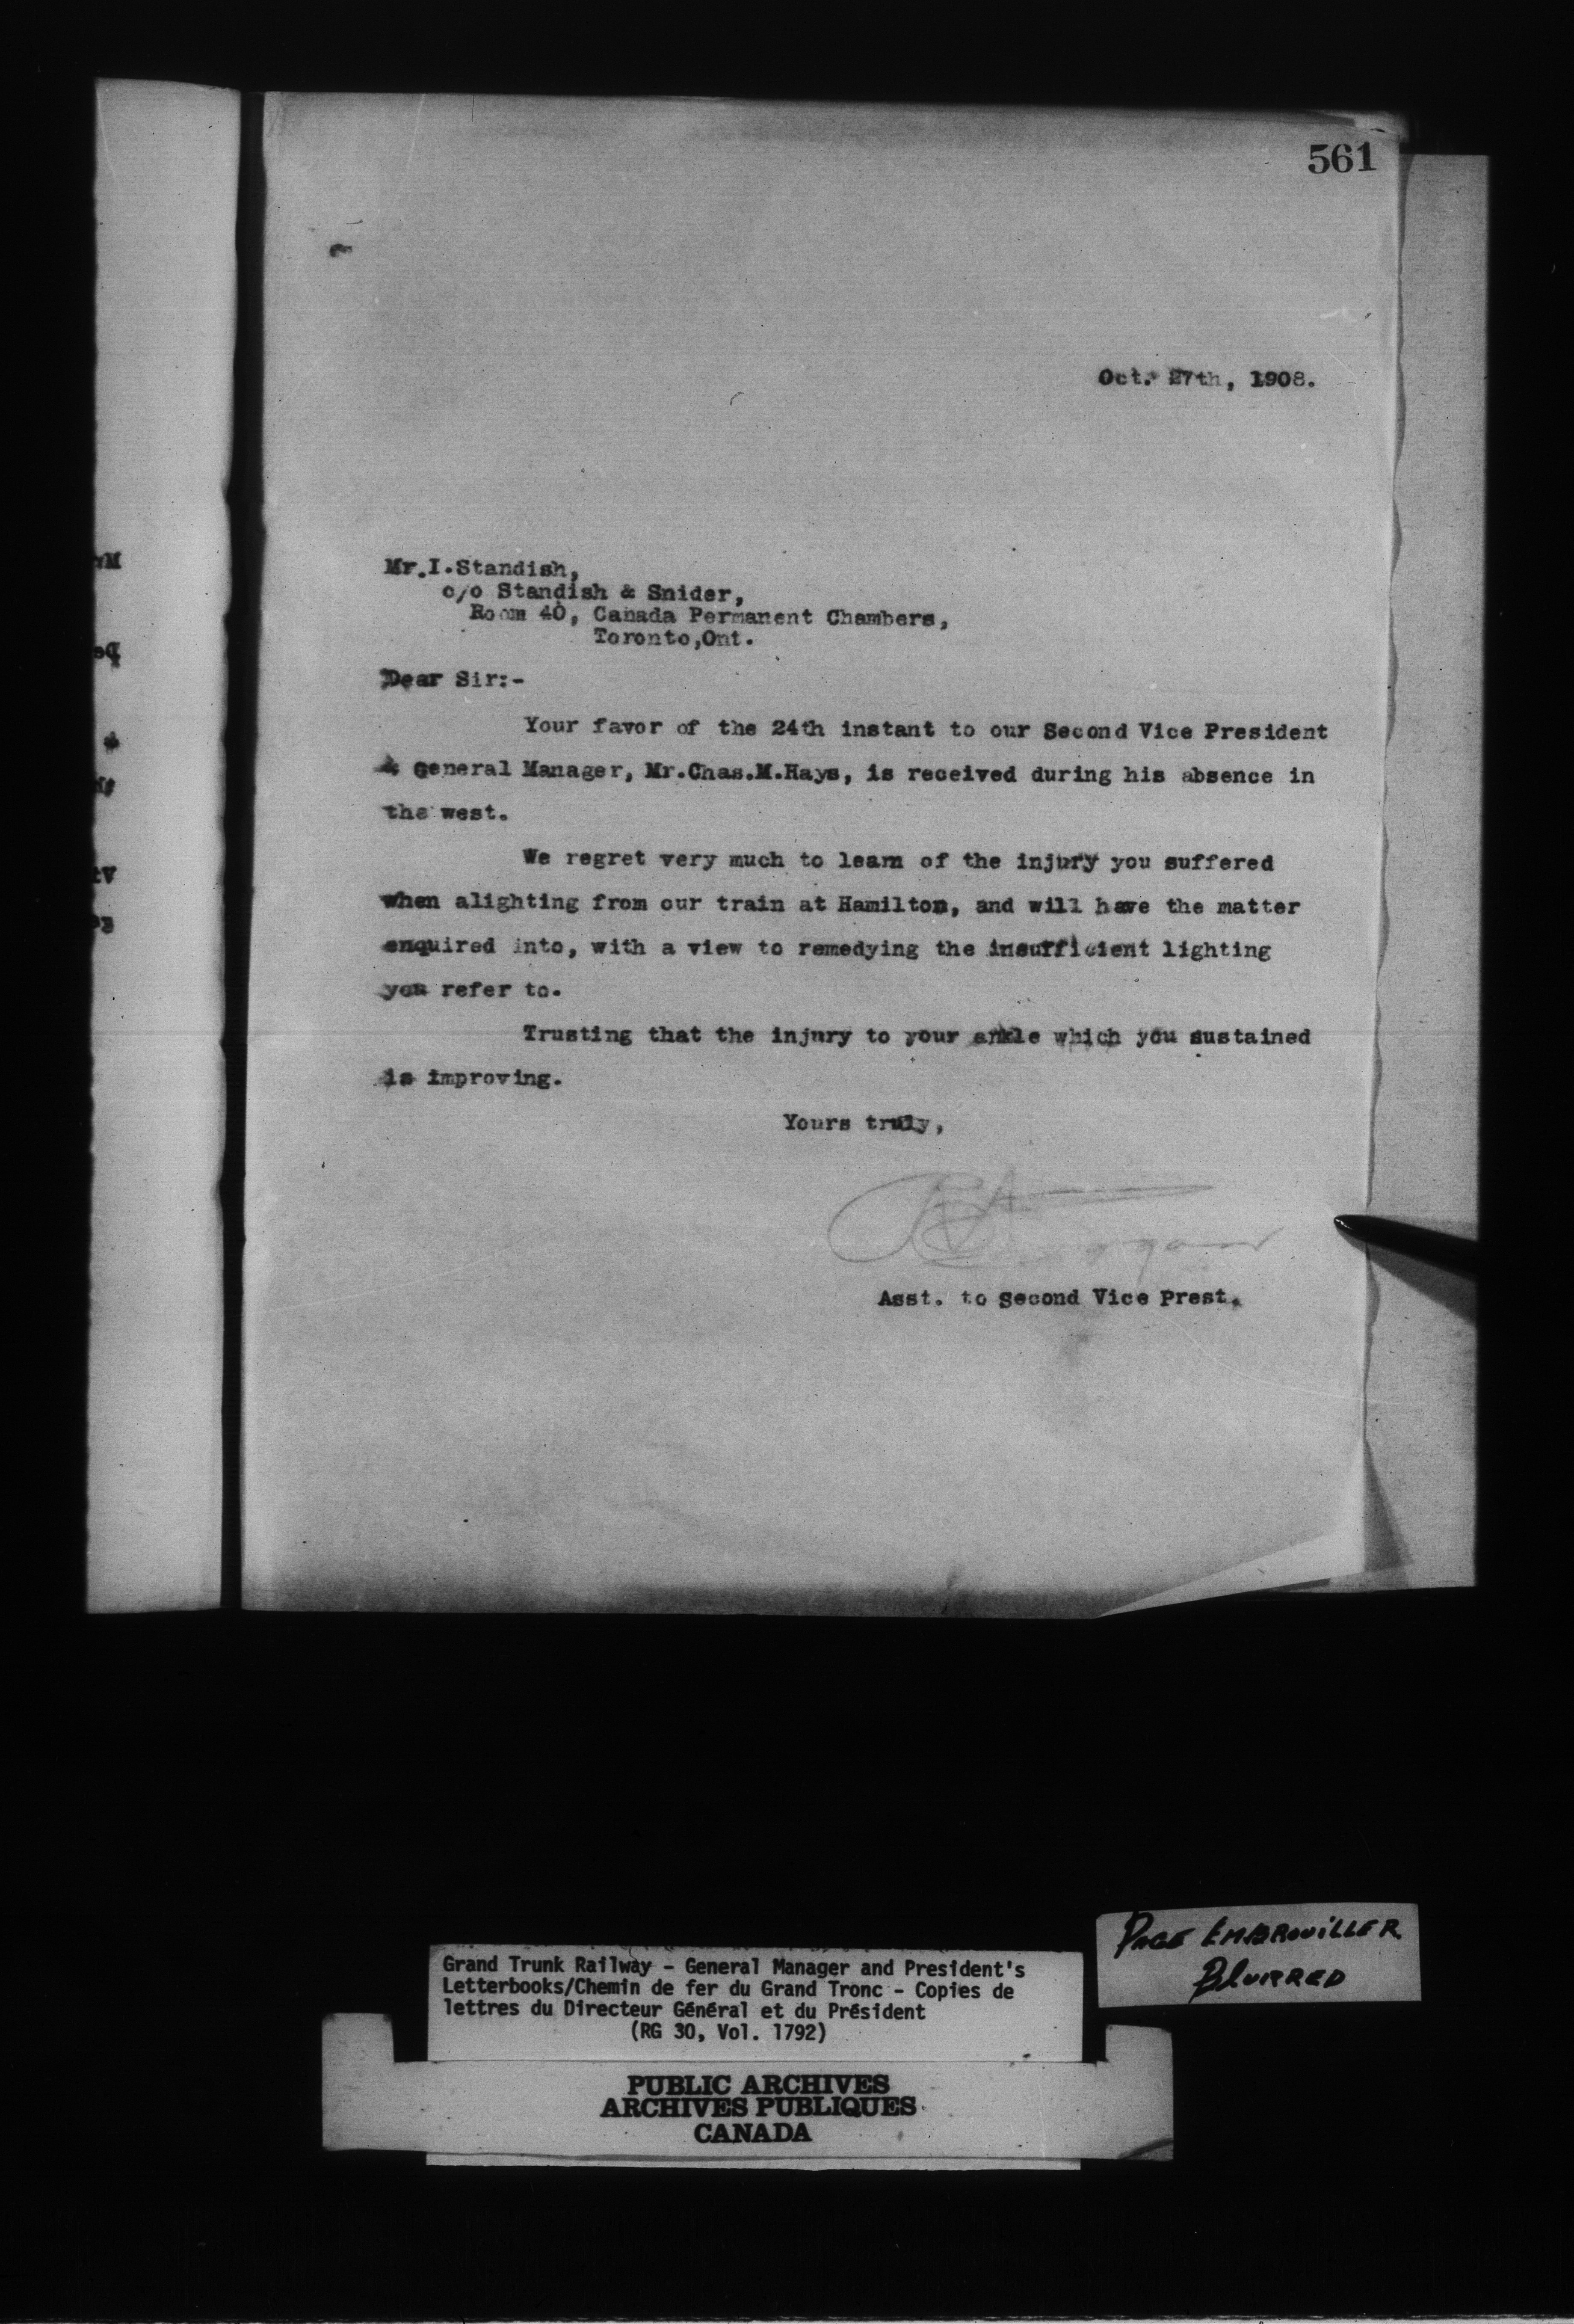 561
Oct. 27th, 1908.
Mr.I.Standish,
c/o Standish & Snider,
Room 40, Canada Permanent Chambers,
Toronto,Ont.
Dear Sir:-
Your favor of the 24th instant to our Second Vice President
& General Manager, Mr.Chas.M.Hays, is received during his absence in
the west.
We regret very much to learn of the injury you suffered
when alighting from our train at Hamilton, and will have the matter
enquired into, with a view to remedying the insufficient lighting
you refer to.
Trusting that the injury to your ankle which you sustained
is improving.
Yours truly,
Asst. to Second Vice Prest.
Grand Trunk Railway - General Manager and President's
Letterbooks/Chemin de fer du Grand Tronc - Copies de
lettres du Directeur Général et du Président
(RG 30, Vol. 1792)
PAGE EMBROUILLER
BLURRED
PUBLIC ARCHIVES
ARCHIVES PUBLIQUES
CANADA